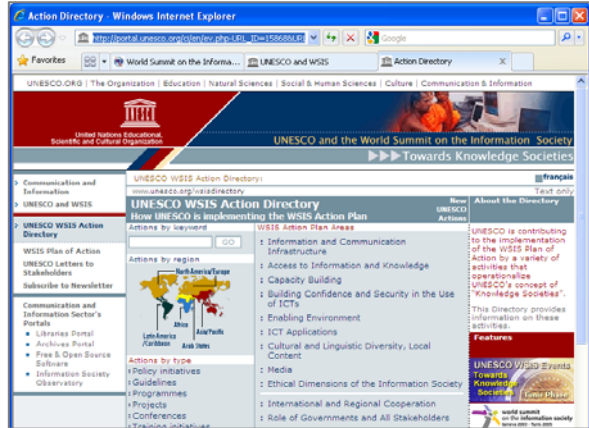 Action Directory - Windows Internet Explorer
http://portal.unesco.org/ci/en/ev.php-URL_ID=15868&URL
Google
Favorites
World Summit on the Informa...
UNESCO and WSIS
Action Directory
UNESCO.ORG | The Organization | Education | Natural Sciences | Social & Human Sciences | Culture | Communication & Information
United Nations Educational,
Scientific and Cultural Organization
UNESCO and the World Summit on the Information Society
Towards Knowledge Societies
Communication and
Information
UNESCO and WSIS
UNESCO WSIS Action
Directory
WSIS Plan of Action
UNESCO Letters to
Stakeholders
Subscribe to Newsletter
Communication and
Information Sector's
Portals
Libraries Portal
Archives Portal
Free & Open Source
Software
Information Society
Observatory
UNESCO WSIS Action Directory:
français
www.unesco.org/wsisdirectory
Text only
UNESCO WSIS Action Directory
How UNESCO is implementing the WSIS Action Plan
New
UNESCO
Actions
Actions by keyword
GO
Actions by region
North America/Europe
Africa
Asia/Pacific
Latin America
/Caribbean
Arab States
Actions by type
Policy initiatives
Guidelines
Programmes
Projects
Conferences
Training initiatives
WSIS Action Plan Areas
Information and Communication
Infrastructure
Access to Information and Knowledge
Capacity Building
Building Confidence and Security in the Use
of ICTs
Enabling Environment
ICT Applications
Cultural and Linguistic Diversity, Local
Content
Media
Ethical Dimensions of the Information Society
International and Regional Cooperation
Role of Governments and All Stakeholders
About the Directory
UNESCO is contributing
to the implementation
of the WSIS Plan of
Action by a variety of
activities that
operationalize
UNESCO's concept of
"Knowledge Societies".
This Directory provides
information on these
activities.
Features
UNESCO WSIS Events
Towards
Knowledge
Societies
Tunis Phase
world summit
on the information society
Geneva 2003 - Tunis 2005